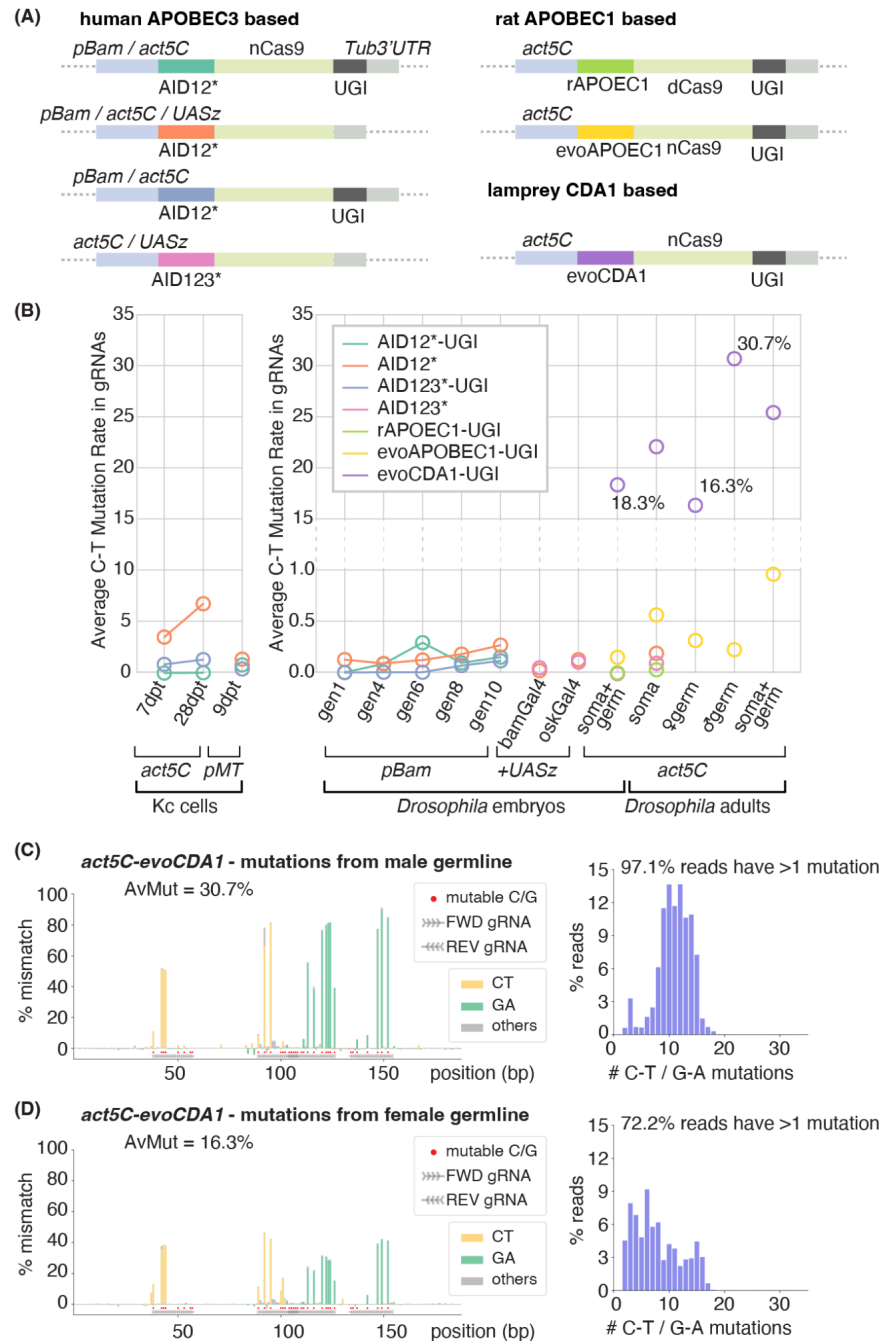 (A)
human APOBEC3 based
pBam / act5C
nCas9
Tub3'UTR
AID12*
UGI
pBam / act5C / UASz
AID12*
pBam / act5C
AID12*
UGI
act5C / UASz
AID123*
rat APOBEC1 based
act5C
rAPOEC1
dCas9
UGI
act5C
evoAPOEC1
nCas9
UGI
lamprey CDA1 based
act5C
nCas9
evoCDA1
UGI
(B)
Average C-T Mutation Rate in gRNAs
35
30
25
20
15
10
5
0
7dpt
28dpt
9dpt
act5C
pMT
Kc cells
Average C-T Mutation Rate in gRNAs
35
30
25
20
15
1.0
0.5
0.0
AID12*-UGI
AID12*
AID123*-UGI
AID123*
rAPOEC1-UGI
evoAPOBEC1-UGI
evoCDA1-UGI
18.3%
16.3%
30.7%
gen1
gen4
gen6
gen8
gen10
bamGal4
oskGal4
soma+
germ
soma
♀germ
♂germ
soma+
germ
pBam
+UASz
act5C
Drosophila embryos
Drosophila adults
(C)
act5C-evoCDA1 - mutations from male germline
AvMut = 30.7%
% mismatch
100
80
60
40
20
0
50
100
150
position (bp)
mutable C/G
FWD gRNA
REV gRNA
CT
GA
others
97.1% reads have >1 mutation
% reads
15
12
9
6
3
0
0
10
20
30
# C-T / G-A mutations
(D)
act5C-evoCDA1 - mutations from female germline
AvMut = 16.3%
% mismatch
100
80
60
40
20
0
50
100
150
position (bp)
mutable C/G
FWD gRNA
REV gRNA
CT
GA
others
72.2% reads have >1 mutation
% reads
15
12
9
6
3
0
0
10
20
30
# C-T / G-A mutations